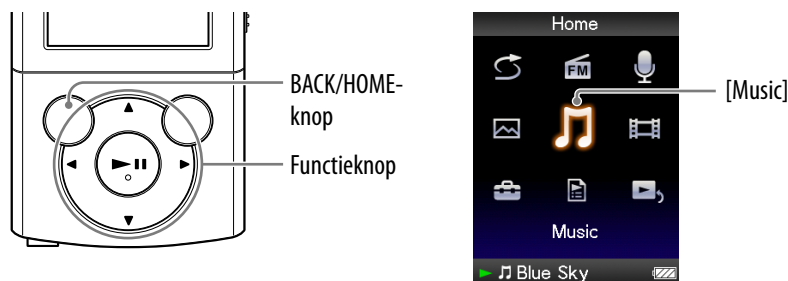 BACK/HOME-
knop
Functieknop
Home
FM
[Music]
Music
Blue Sky